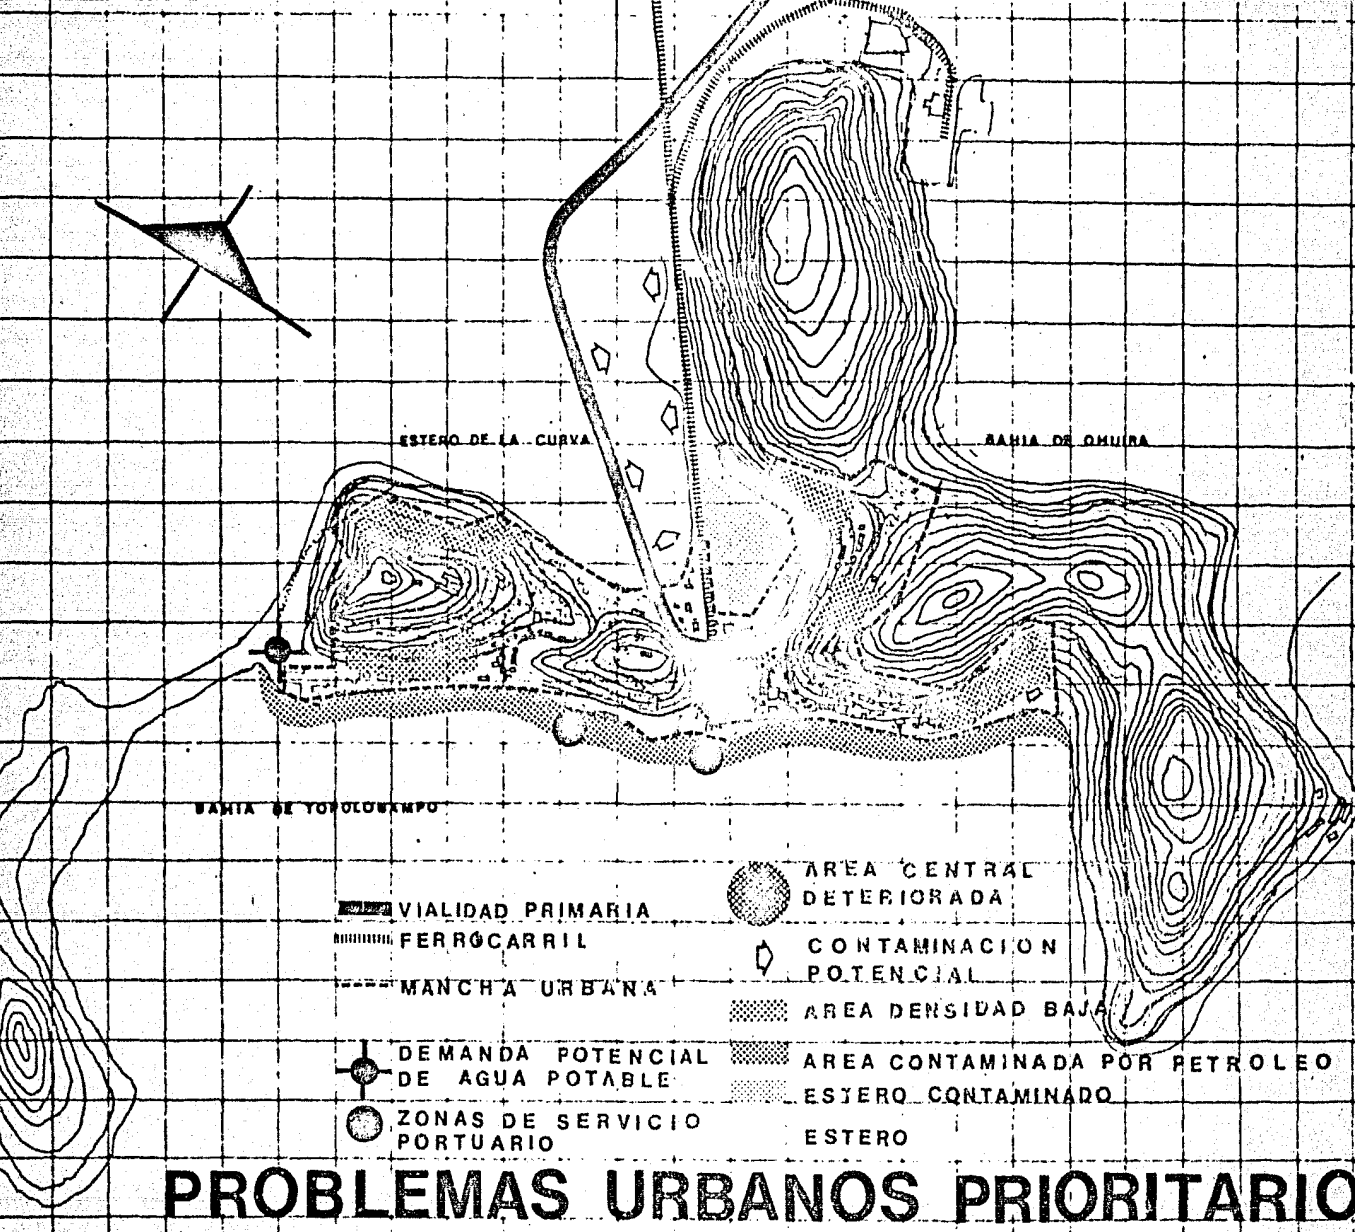 ESTERO DE LA CURVA
BAHIA DE OHUIRA
BAHIA DE TOPOLOBAMPO
VIALIDAD PRIMARIA
FERROCARRIL
MANCHA URBANA
DEMANDA POTENCIAL
DE AGUA POTABLE
ZONAS DE SERVICIO
PORTUARIO
AREA CENTRAL
DETERIORADA
CONTAMINACION
POTENCIAL
AREA DENSIDAD BAJA
AREA CONTAMINADA POR PETROLEO
ESTERO CONTAMINADO
ESTERO
PROBLEMAS URBANOS PRIORITARIO